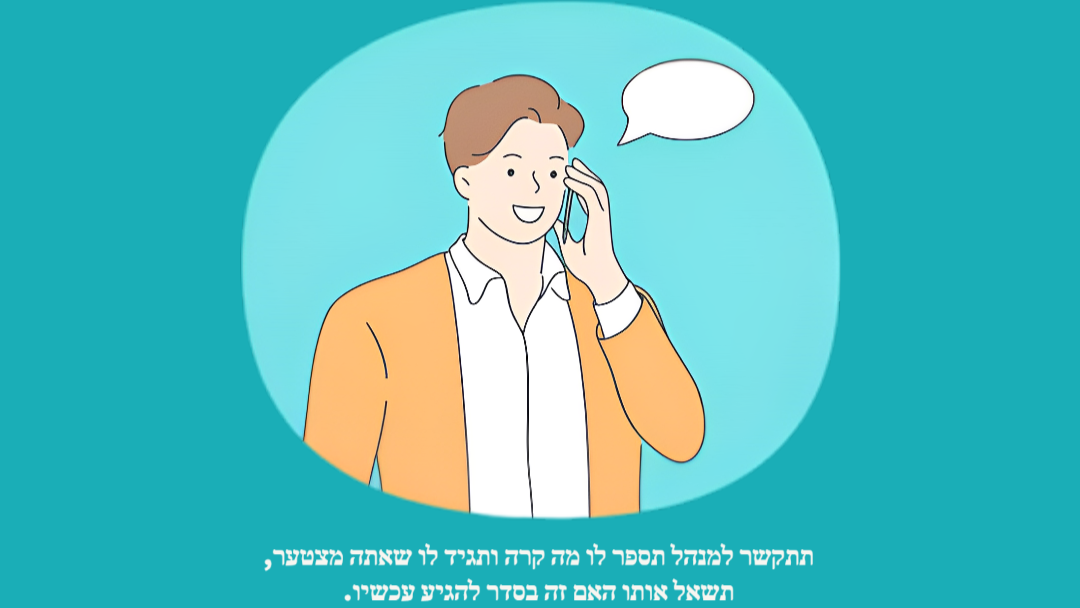 תתקשר למנהל תספר לו מה קרה ותגיד לו שאתה מצטער,
תשאל אותו האם זה בסדר להגיע עכשיו.